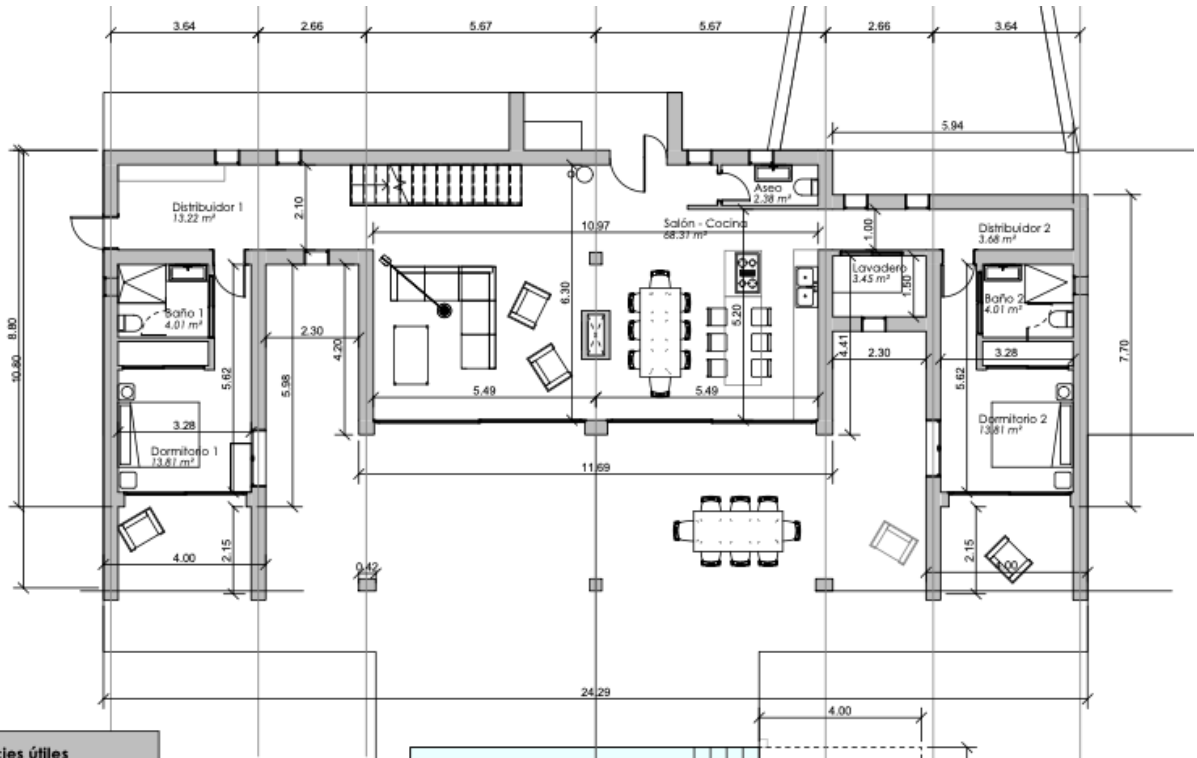 3.64
2.66
5.67
5.67
2.66
3.64
5.94
Distribuidor 1
13.22 m²
2.10
Aseo
2.38 m²
Salón - Cocina
68.31 m²
10.97
1.00
Distribuidor 2
3.68 m²
Lavadero
3.45 m²
1.50
Baño 1
4.01 m²
Baño 2
4.01 m²
8.80
10.80
2.30
4.20
5.98
5.62
6.30
5.20
4.41
2.30
5.62
3.28
7.70
5.49
5.49
3.28
Dormitorio 1
13.81 m²
Dormitorio 2
13.81 m²
11.69
2.15
4.00
0.42
2.15
4.00
24.29
4.00
cies útiles